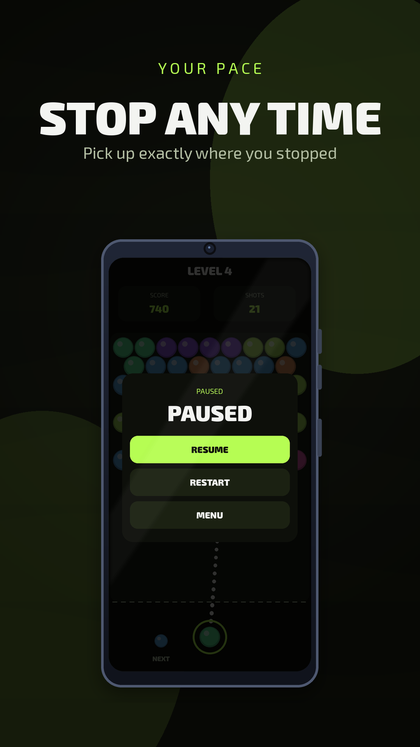 YOUR PACE
STOP ANY TIME
Pick up exactly where you stopped
LEVEL 4
SCORE
SHOTS
740
21
PAUSED
PAUSED
RESUME
RESTART
MENU
NEXT